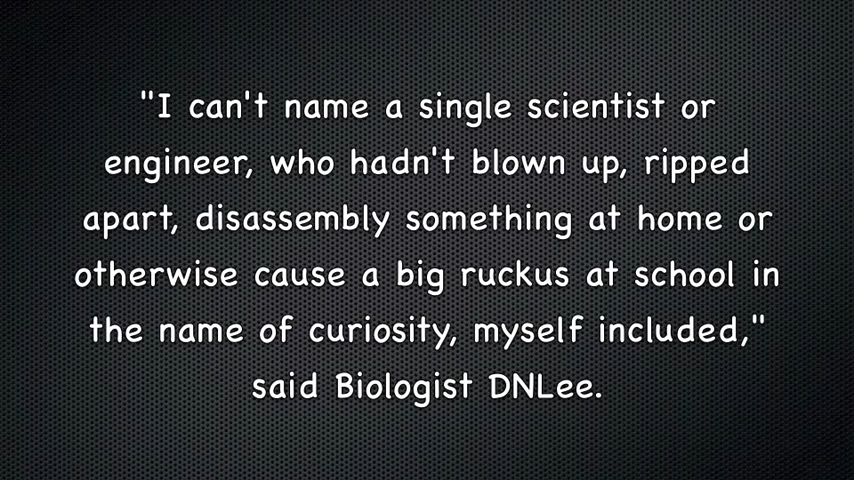 "I can't name a single scientist or
engineer, who hadn't blown up, ripped
apart, disassembly something at home or
otherwise cause a big ruckus at school in
the name of curiosity, myself included,"
said Biologist DNLee.